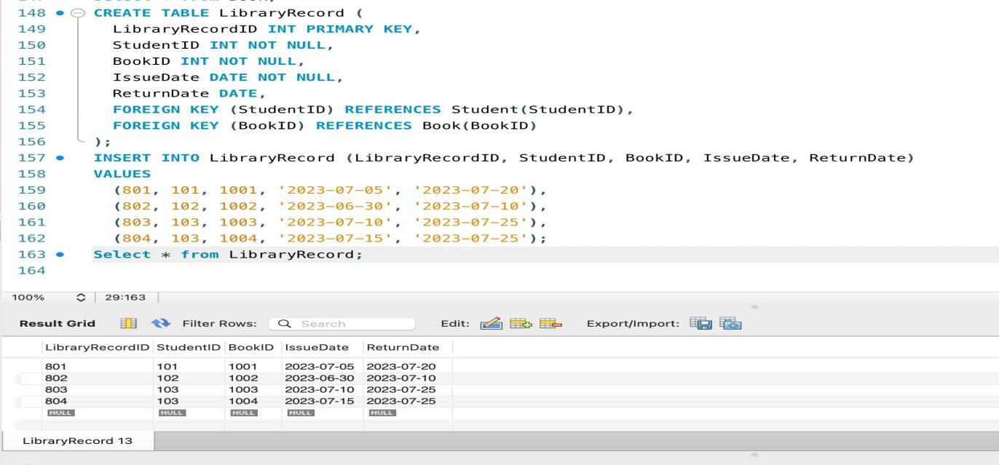 148 CREATE TABLE LibraryRecord (
149 LibraryRecordID INT PRIMARY KEY,
150 StudentID INT NOT NULL,
151 BookID INT NOT NULL,
152 IssueDate DATE NOT NULL,
153 ReturnDate DATE,
154 FOREIGN KEY (StudentID) REFERENCES Student(StudentID),
155 FOREIGN KEY (BookID) REFERENCES Book(BookID)
156 );
157 INSERT INTO LibraryRecord (LibraryRecordID, StudentID, BookID, IssueDate, ReturnDate)
158 VALUES
159 (801, 101, 1001, '2023-07-05', '2023-07-20'),
160 (802, 102, 1002, '2023-06-30', '2023-07-10'),
161 (803, 103, 1003, '2023-07-10', '2023-07-25'),
162 (804, 103, 1004, '2023-07-15', '2023-07-25');
163 Select * from LibraryRecord;
164
100% 29:163
Result Grid Filter Rows: Search Edit: Export/Import:
LibraryRecordID StudentID BookID IssueDate ReturnDate
801 101 1001 2023-07-05 2023-07-20
802 102 1002 2023-06-30 2023-07-10
803 103 1003 2023-07-10 2023-07-25
804 103 1004 2023-07-15 2023-07-25
NULL NULL NULL NULL NULL
LibraryRecord 13